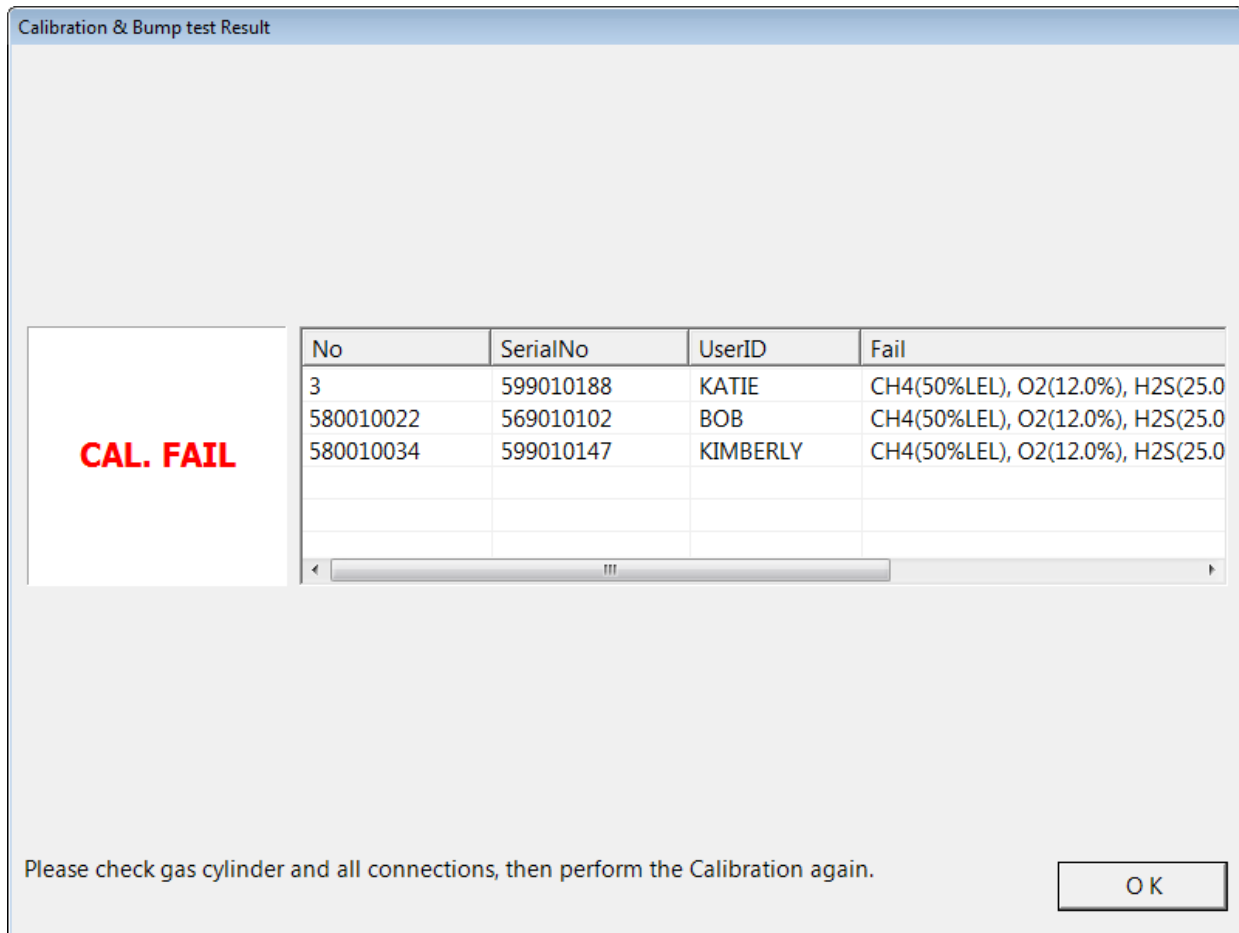 Calibration & Bump test Result
No SerialNo UserID Fail
3 599010188 KATIE CH4(50%LEL), O2(12.0%), H2S(25.0
580010022 569010102 BOB CH4(50%LEL), O2(12.0%), H2S(25.0
580010034 599010147 KIMBERLY CH4(50%LEL), O2(12.0%), H2S(25.0
CAL. FAIL
Please check gas cylinder and all connections, then perform the Calibration again.
O K